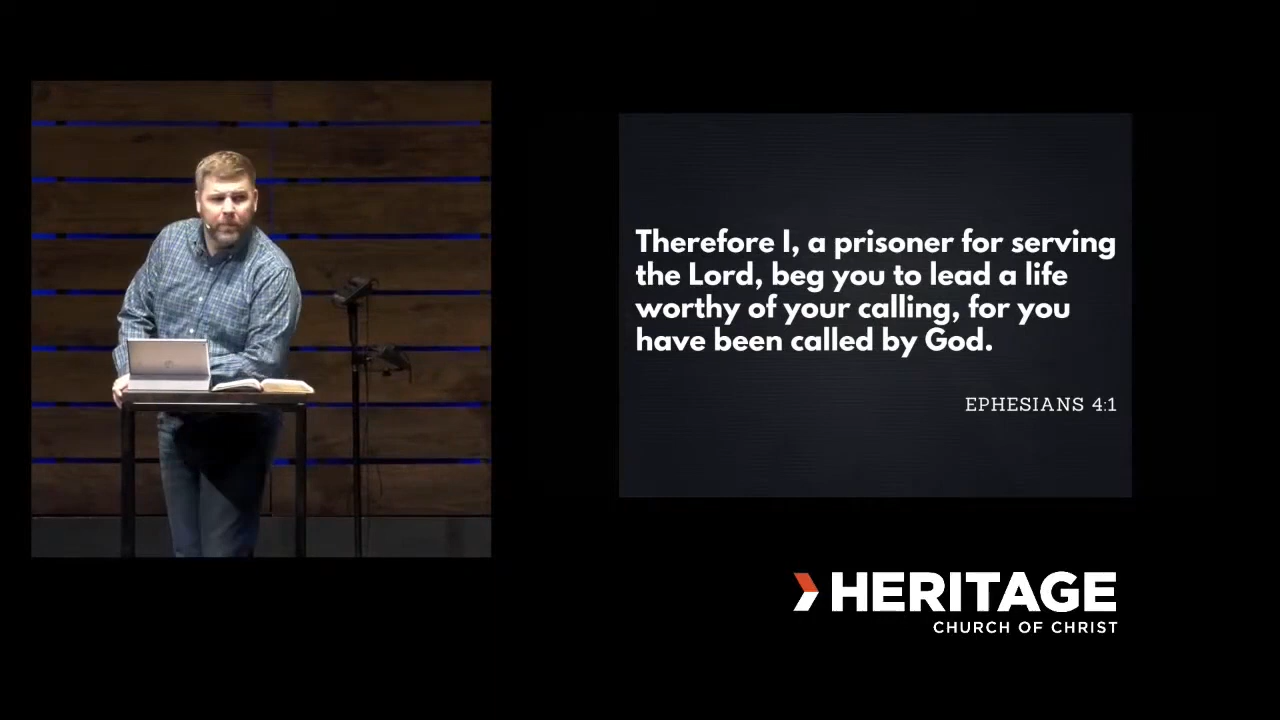 Therefore I, a prisoner for serving
the Lord, beg you to lead a life
worthy of your calling, for you
have been called by God.
EPHESIANS 4:1
HERITAGE
CHURCH OF CHRIST